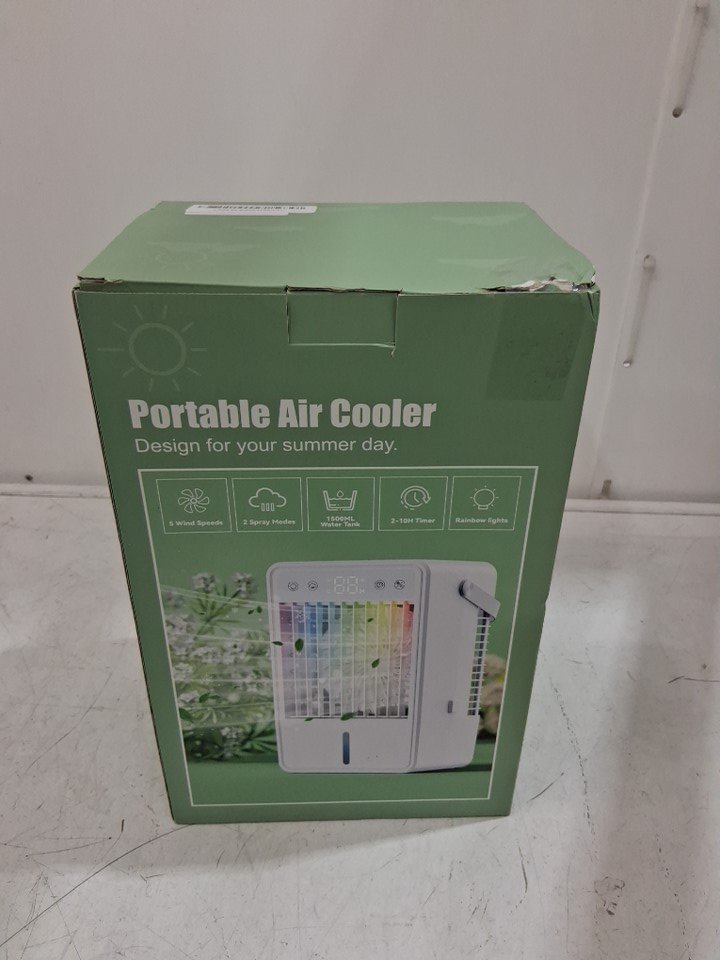 Portable Air Cooler
Design for your summer day.
5 Wind Speeds
2 Spray Modes
1500ML
Water Tank
2-10H Timer
Rainbow lights
88